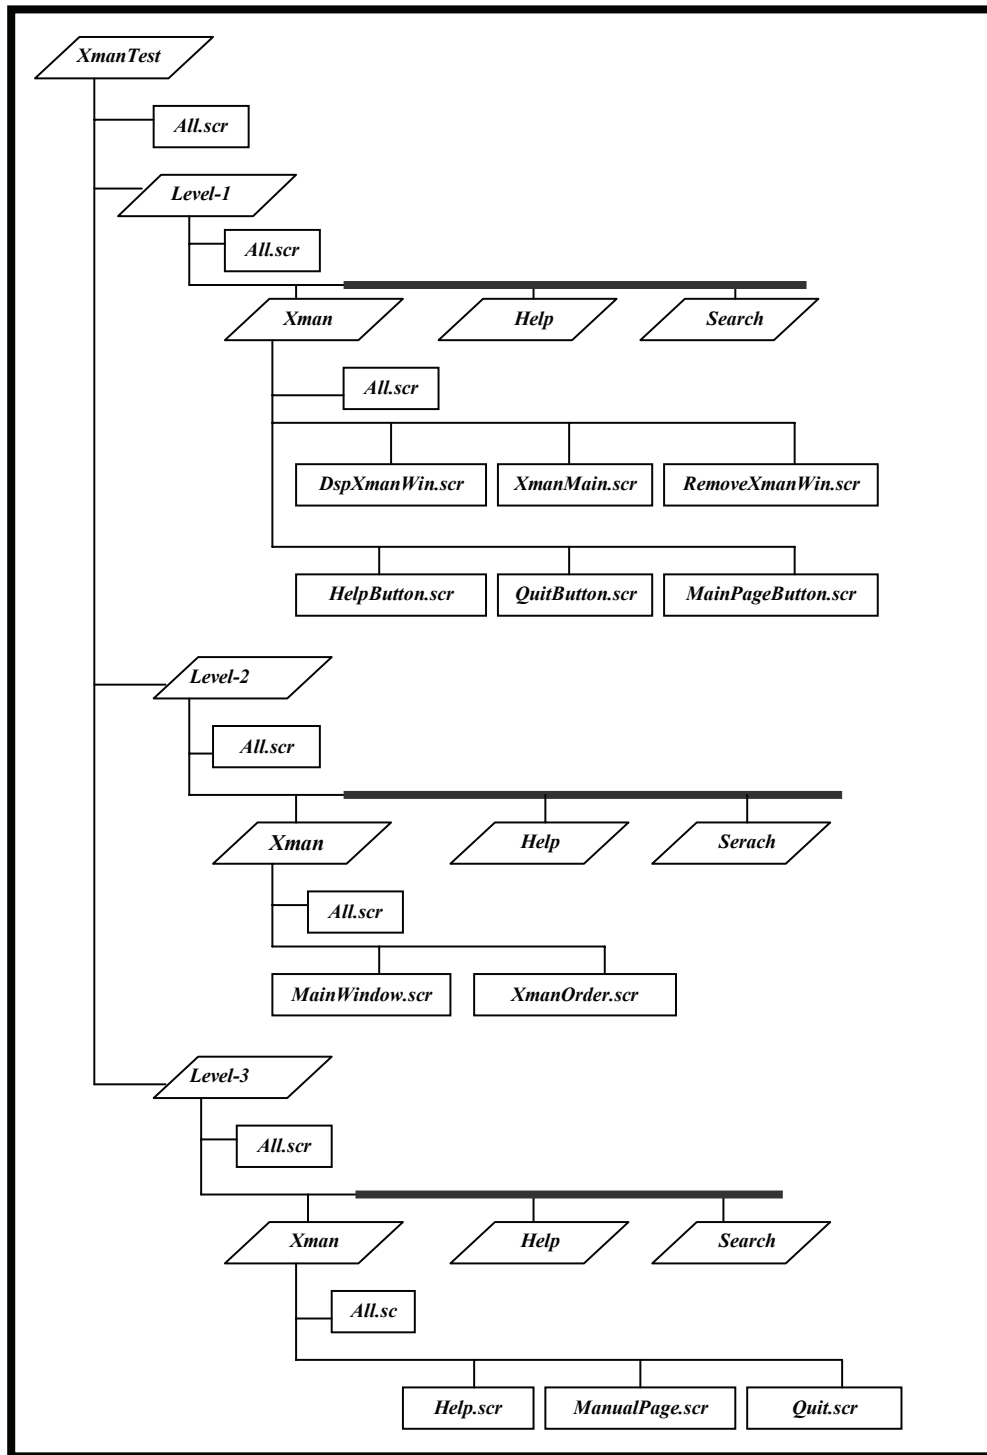 XmanTest
All.scr
Level-1
All.scr
Xman
Help
Search
All.scr
DspXmanWin.scr
XmanMain.scr
RemoveXmanWin.scr
HelpButton.scr
QuitButton.scr
MainPageButton.scr
Level-2
All.scr
Xman
Help
Serach
All.scr
MainWindow.scr
XmanOrder.scr
Level-3
All.scr
Xman
Help
Search
All.sc
Help.scr
ManualPage.scr
Quit.scr